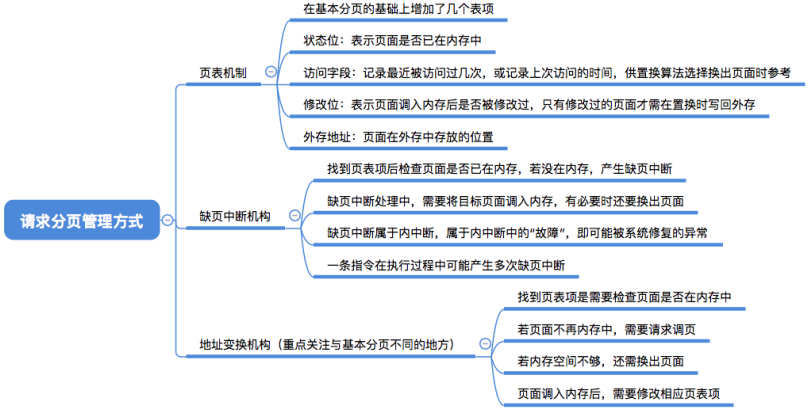 请求分页管理方式
页表机制
在基本分页的基础上增加了几个表项
状态位：表示页面是否已在内存中
访问字段：记录最近被访问过几次，或记录上次访问的时间，供置换算法选择换出页面时参考
修改位：表示页面调入内存后是否被修改过，只有修改过的页面才需在置换时写回外存
外存地址：页面在外存中存放的位置
缺页中断机构
找到页表项后检查页面是否已在内存，若没在内存，产生缺页中断
缺页中断处理中，需要将目标页面调入内存，有必要时还要换出页面
缺页中断属于内中断，属于内中断中的“故障”，即可能被系统修复的异常
一条指令在执行过程中可能产生多次缺页中断
地址变换机构（重点关注与基本分页不同的地方）
找到页表项是需要检查页面是否在内存中
若页面不再内存中，需要请求调页
若内存空间不够，还需换出页面
页面调入内存后，需要修改相应页表项